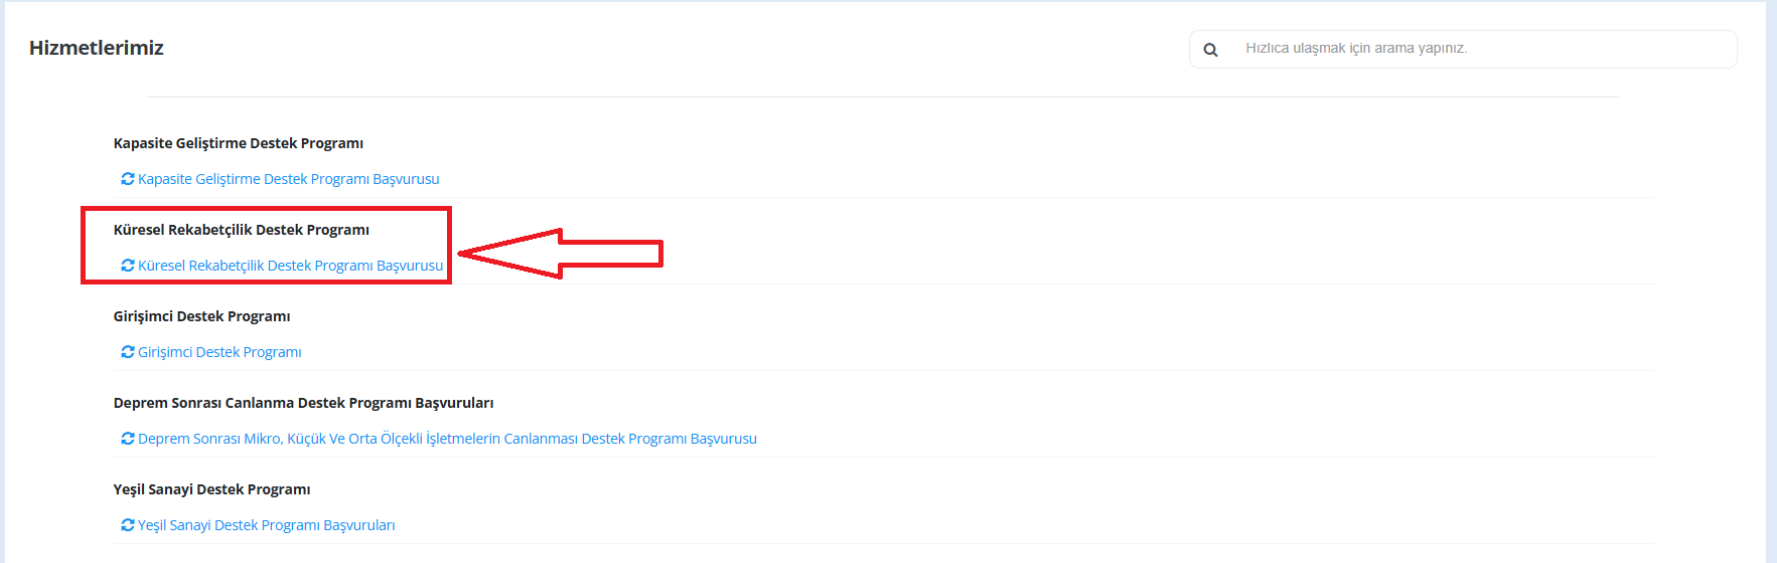 Hizmetlerimiz
Hızlıca ulaşmak için arama yapınız.
Kapasite Geliştirme Destek Programı
Kapasite Geliştirme Destek Programı Başvurusu
Küresel Rekabetçilik Destek Programı
Küresel Rekabetçilik Destek Programı Başvurusu
Girişimci Destek Programı
Girişimci Destek Programı
Deprem Sonrası Canlanma Destek Programı Başvuruları
Deprem Sonrası Mikro, Küçük Ve Orta Ölçekli İşletmelerin Canlanması Destek Programı Başvurusu
Yeşil Sanayi Destek Programı
Yeşil Sanayi Destek Programı Başvuruları